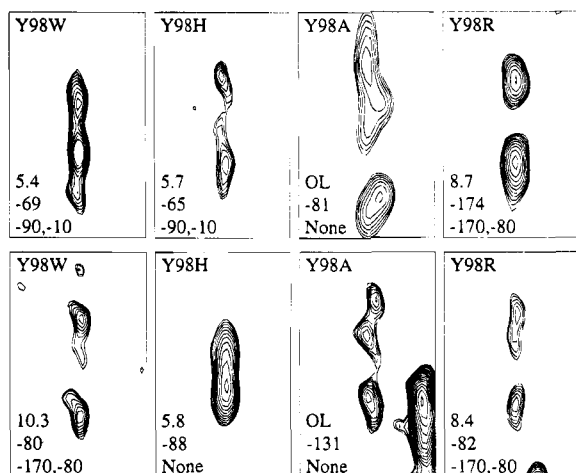 Y98W
5.4
-69
-90,-10
Y98H
5.7
-65
-90,-10
Y98A
OL
-81
None
Y98R
8.7
-174
-170,-80
Y98W
10.3
-80
-170,-80
Y98H
5.8
-88
None
Y98A
OL
-131
None
Y98R
8.4
-82
-170,-80